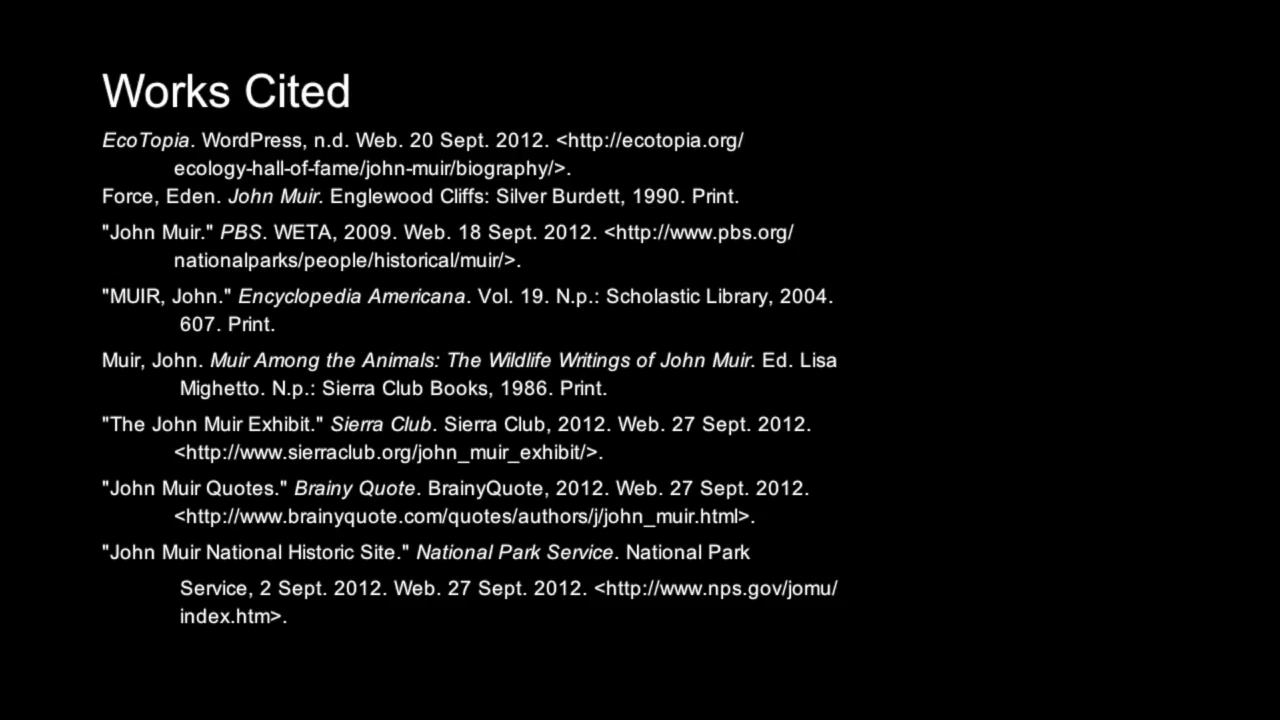 Works Cited
EcoTopia. WordPress, n.d. Web. 20 Sept. 2012. <http://ecotopia.org/
ecology-hall-of-fame/john-muir/biography/>.
Force, Eden. John Muir. Englewood Cliffs: Silver Burdett, 1990. Print.
"John Muir." PBS. WETA, 2009. Web. 18 Sept. 2012. <http://www.pbs.org/
nationalparks/people/historical/muir/>.
"MUIR, John." Encyclopedia Americana. Vol. 19. N.p.: Scholastic Library, 2004.
607. Print.
Muir, John. Muir Among the Animals: The Wildlife Writings of John Muir. Ed. Lisa
Mighetto. N.p.: Sierra Club Books, 1986. Print.
"The John Muir Exhibit." Sierra Club. Sierra Club, 2012. Web. 27 Sept. 2012.
<http://www.sierraclub.org/john_muir_exhibit/>.
"John Muir Quotes." Brainy Quote. BrainyQuote, 2012. Web. 27 Sept. 2012.
<http://www.brainyquote.com/quotes/authors/j/john_muir.html>.
"John Muir National Historic Site." National Park Service. National Park
Service, 2 Sept. 2012. Web. 27 Sept. 2012. <http://www.nps.gov/jomu/
index.htm>.